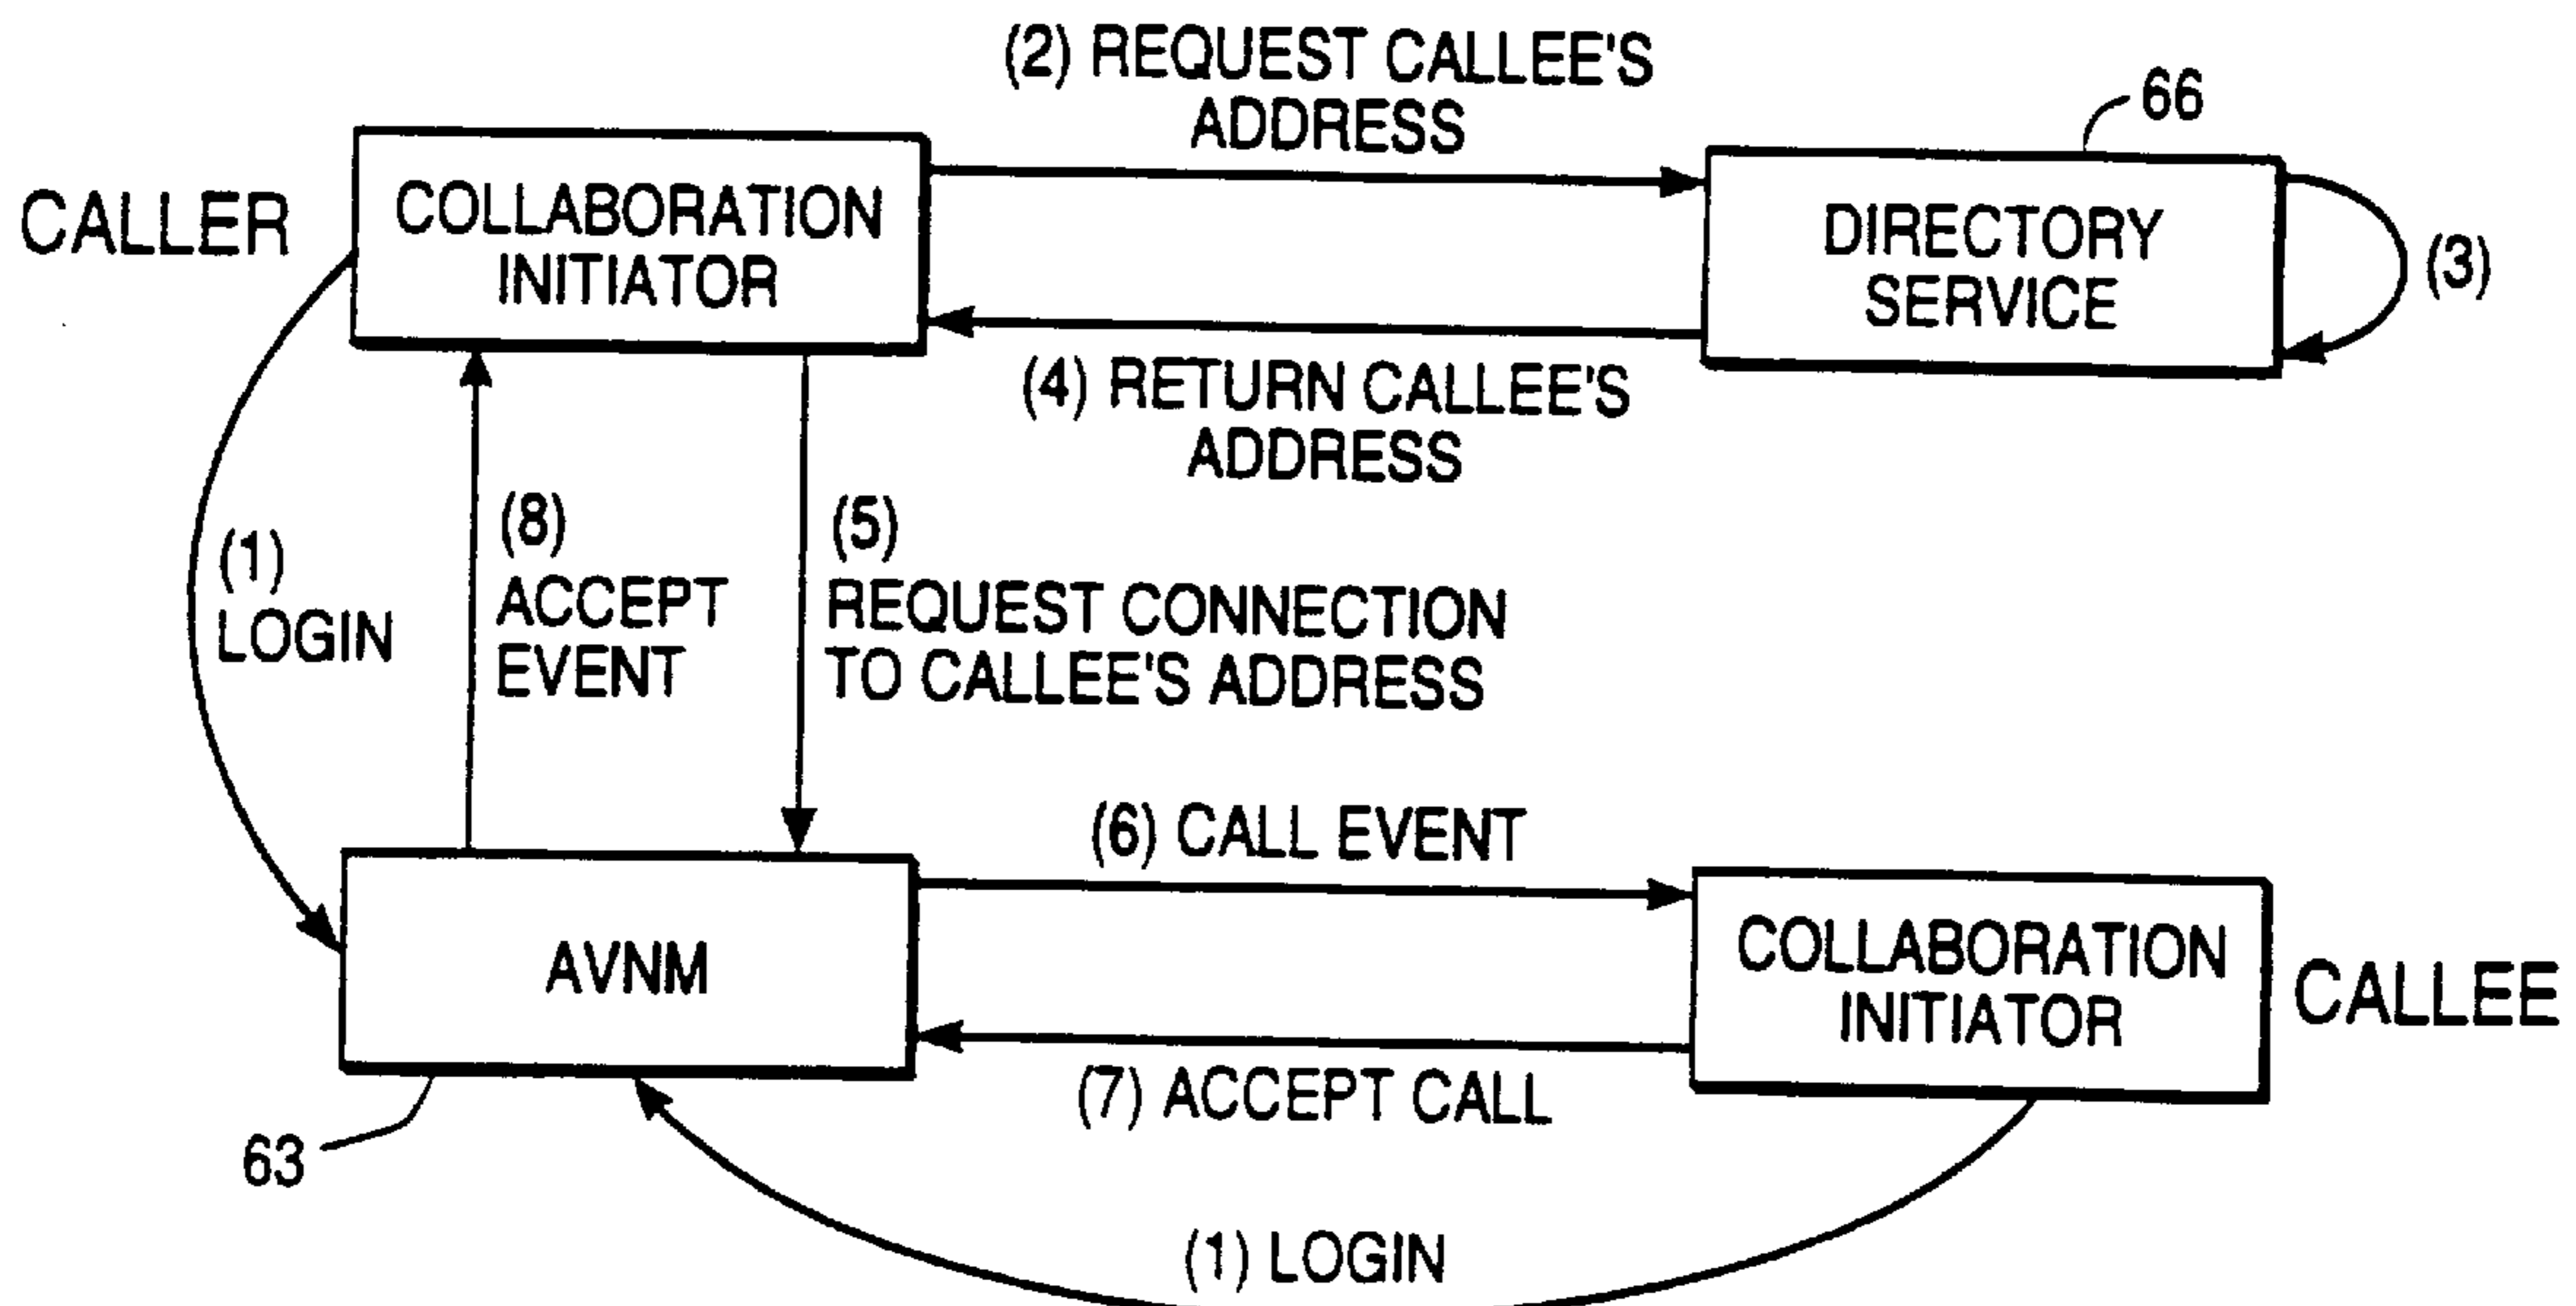 (2) REQUEST CALLEE'S
ADDRESS
66
CALLER
COLLABORATION
INITIATOR
DIRECTORY
SERVICE
(3)
(4) RETURN CALLEE'S
ADDRESS
(1)
LOGIN
(8)
ACCEPT
EVENT
(5)
REQUEST CONNECTION
TO CALLEE'S ADDRESS
(6) CALL EVENT
AVNM
COLLABORATION
INITIATOR
CALLEE
(7) ACCEPT CALL
63
(1) LOGIN